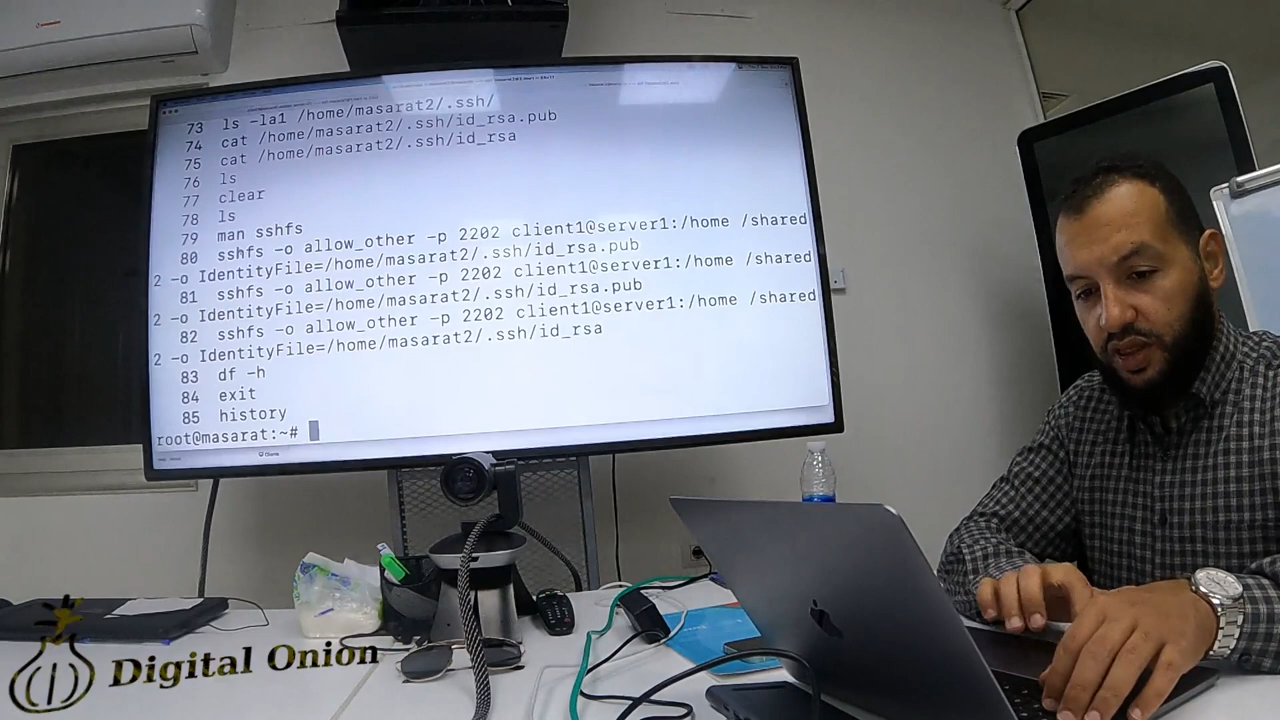 73 ls -la1 /home/masarat2/.ssh/
74 cat /home/masarat2/.ssh/id_rsa.pub
75 cat /home/masarat2/.ssh/id_rsa
76 ls
77 clear
78 ls
79 man sshfs
80 sshfs -o allow_other -p 2202 client1@server1:/home /shared
2 -o IdentityFile=/home/masarat2/.ssh/id_rsa.pub
81 sshfs -o allow_other -p 2202 client1@server1:/home /shared
2 -o IdentityFile=/home/masarat2/.ssh/id_rsa.pub
82 sshfs -o allow_other -p 2202 client1@server1:/home /shared
2 -o IdentityFile=/home/masarat2/.ssh/id_rsa
83 df -h
84 exit
85 history
root@masarat:~#
Digital Onion